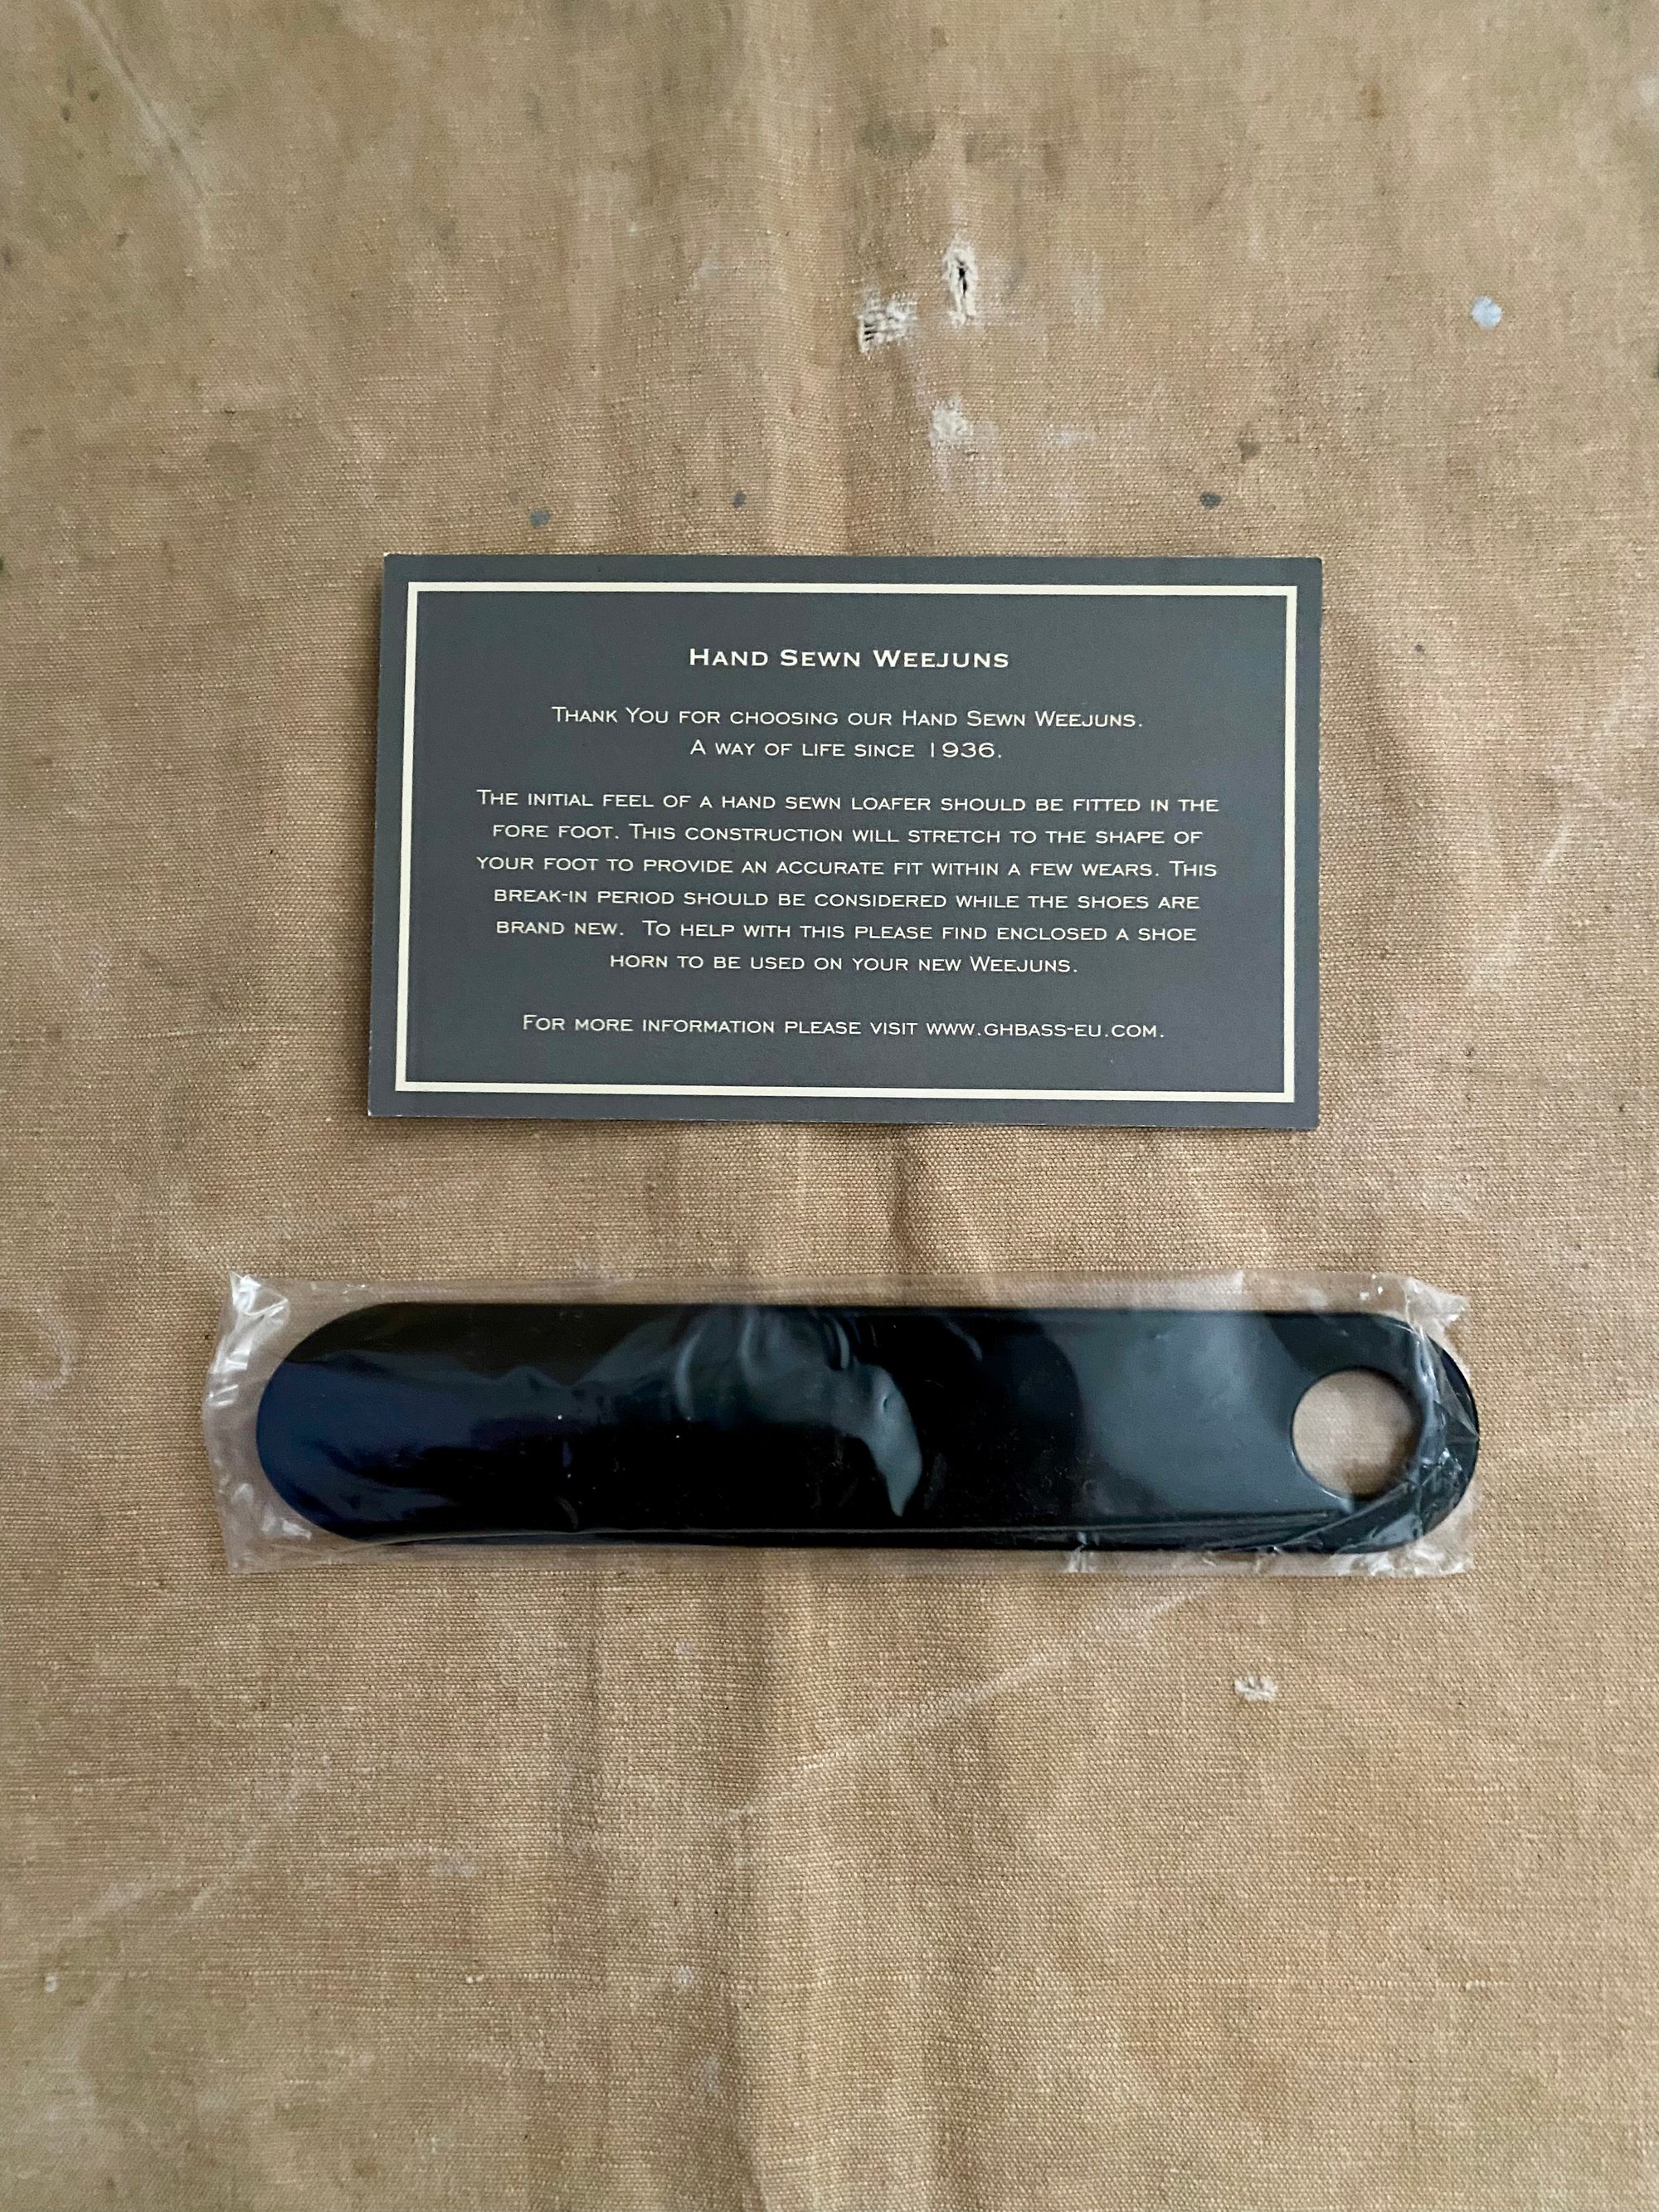 Hand Sewn Weejuns
Thank You for choosing our Hand Sewn Weejuns.
A way of life since 1936.
The initial feel of a hand sewn loafer should be fitted in the
fore foot. This construction will stretch to the shape of
your foot to provide an accurate fit within a few wears. This
break-in period should be considered while the shoes are
brand new. To help with this please find enclosed a shoe
horn to be used on your new Weejuns.
For more information please visit www.ghbass-eu.com.